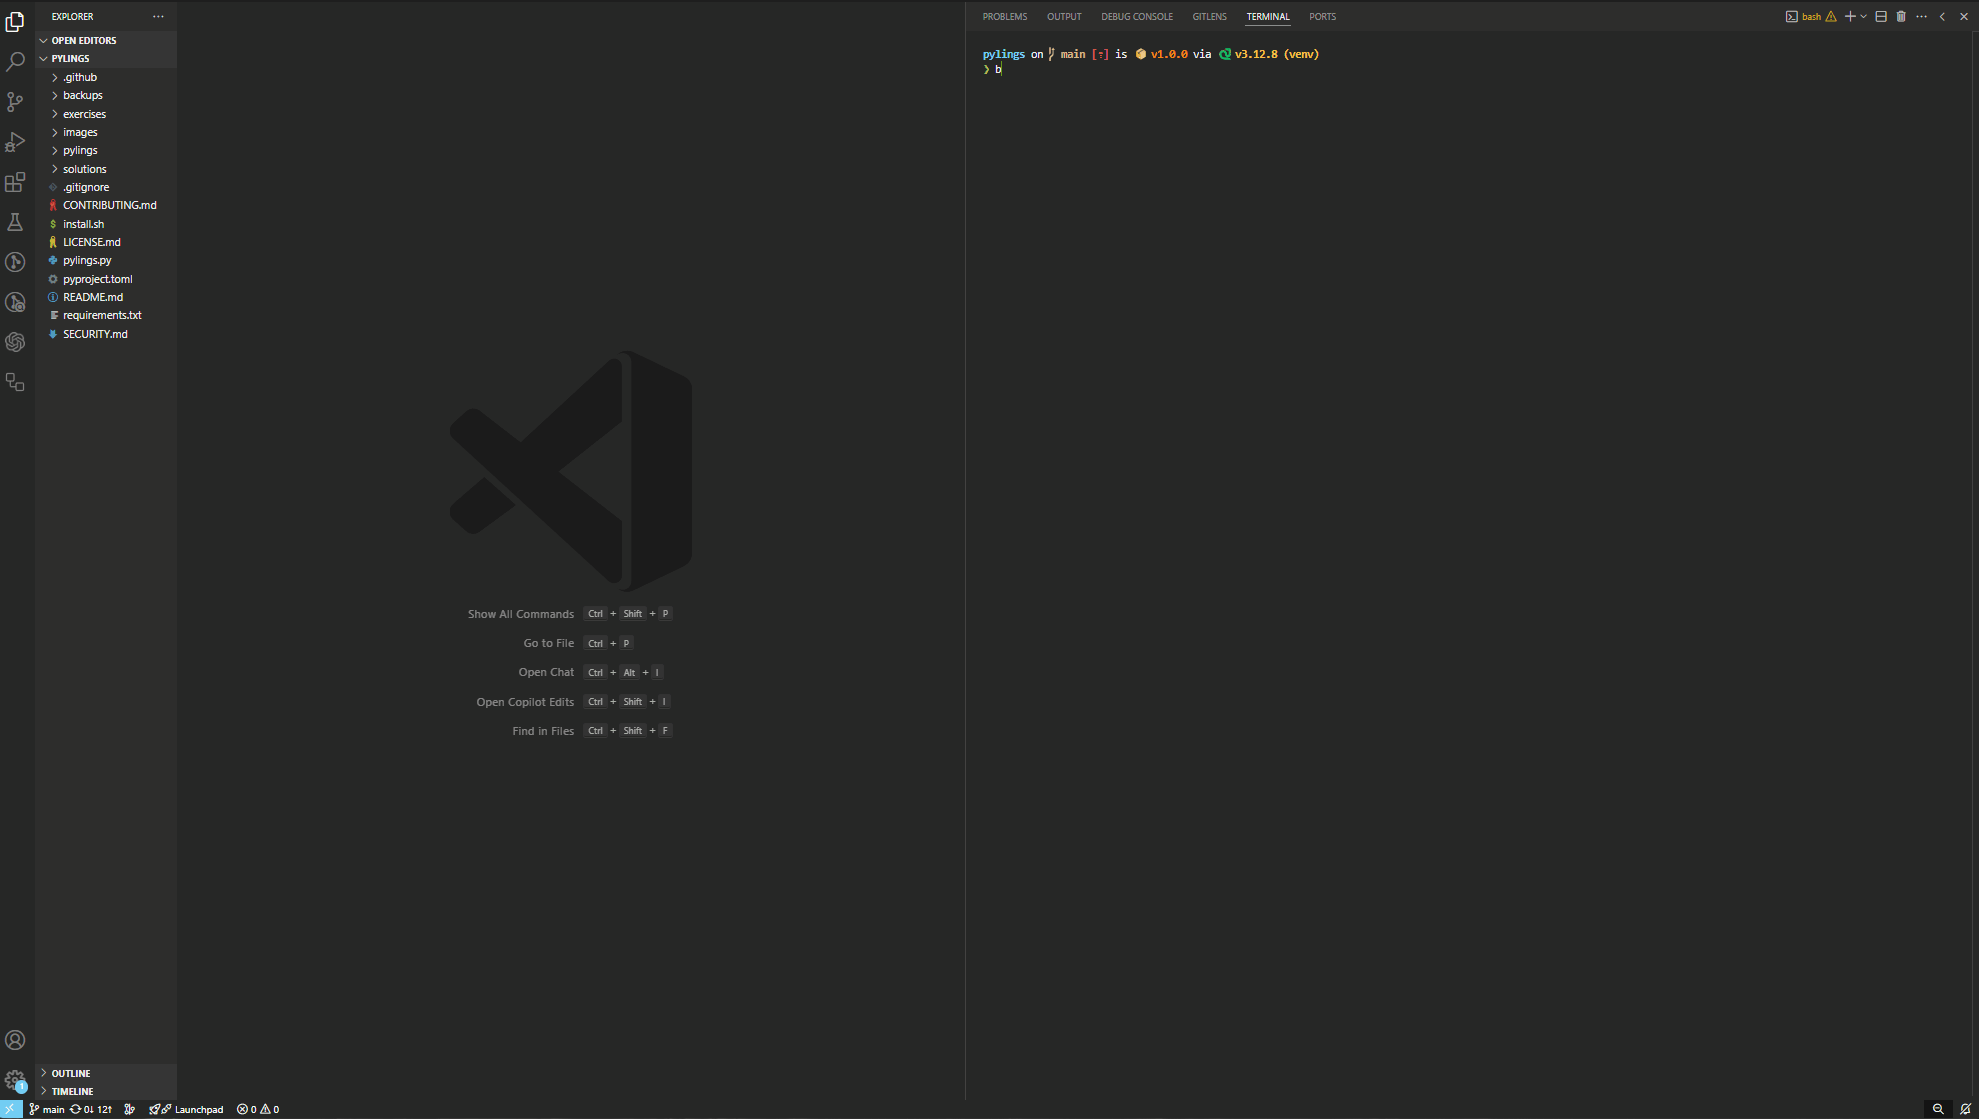 EXPLORER
OPEN EDITORS
PYLINGS
.github
backups
exercises
images
pylings
solutions
.gitignore
CONTRIBUTING.md
install.sh
LICENSE.md
pylings.py
pyproject.toml
README.md
requirements.txt
SECURITY.md
OUTLINE
TIMELINE
Show All Commands Ctrl + Shift + P
Go to File Ctrl + P
Open Chat Ctrl + Alt + I
Open Copilot Edits Ctrl + Shift + I
Find in Files Ctrl + Shift + F
PROBLEMS OUTPUT DEBUG CONSOLE GITLENS TERMINAL PORTS
bash
pylings on main [⇡] is v1.0.0 via v3.12.8 (venv)
❯ b
1
main 0↓ 12↑ Launchpad 0 0